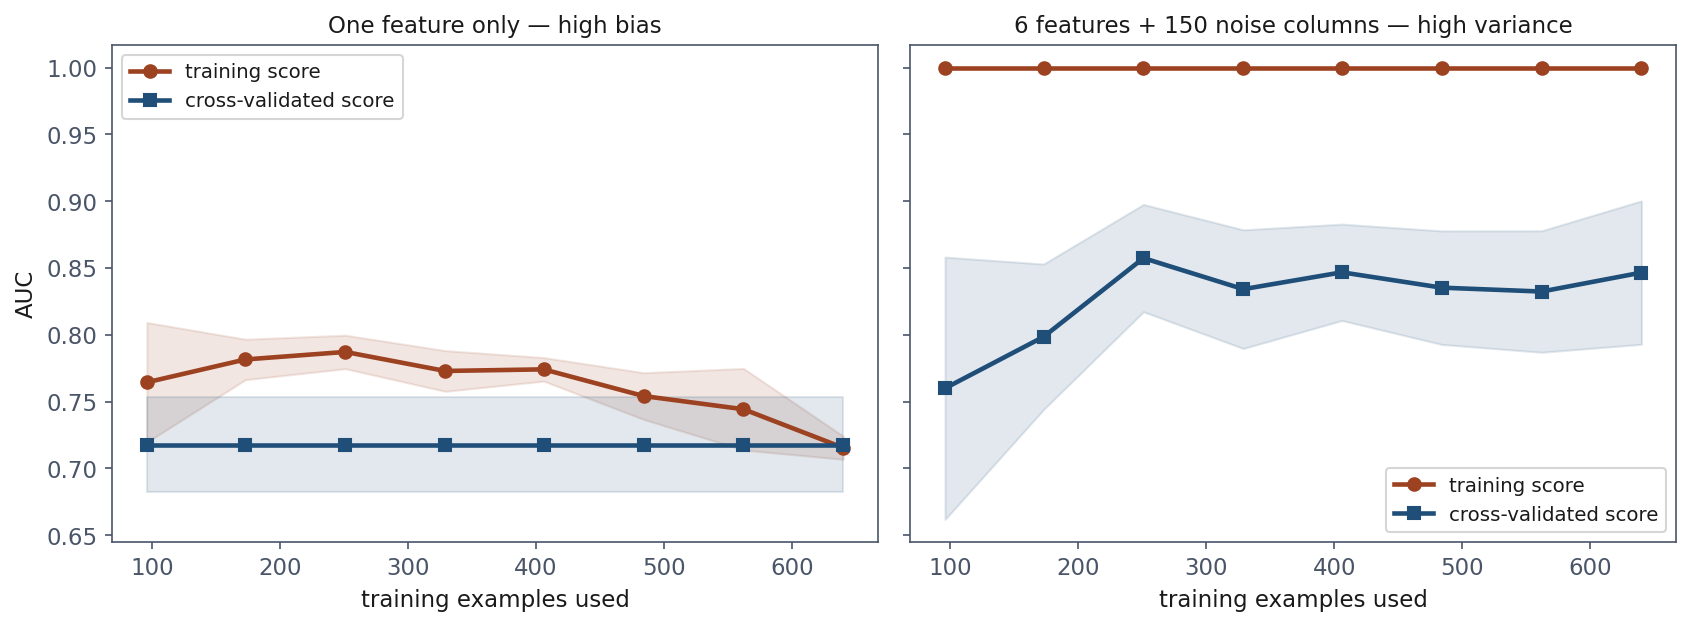 One feature only — high bias
training score
cross-validated score
1.00
0.95
0.90
0.85
0.80
0.75
0.70
0.65
AUC
100 200 300 400 500 600
training examples used
6 features + 150 noise columns — high variance
training score
cross-validated score
100 200 300 400 500 600
training examples used